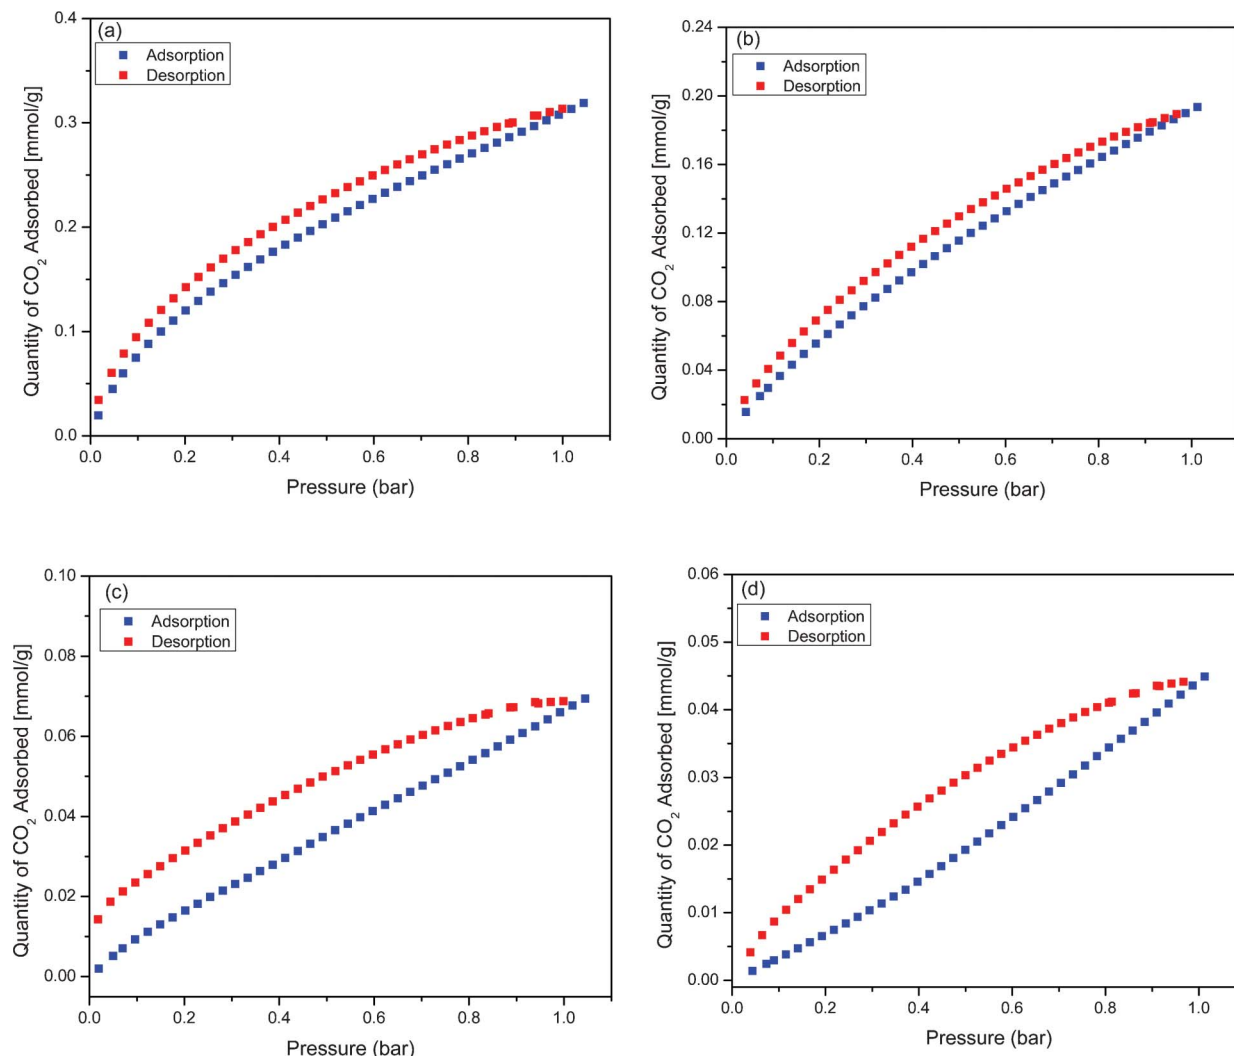 (a)
Adsorption
Desorption
0.4
0.3
0.2
0.1
0.0
Quantity of CO2 Adsorbed [mmol/g]
0.0 0.2 0.4 0.6 0.8 1.0
Pressure (bar)
(b)
Adsorption
Desorption
0.24
0.20
0.16
0.12
0.08
0.04
0.00
Quantity of CO2 Adsorbed [mmol/g]
0.0 0.2 0.4 0.6 0.8 1.0
Pressure (bar)
(c)
Adsorption
Desorption
0.10
0.08
0.06
0.04
0.02
0.00
Quantity of CO2 Adsorbed [mmol/g]
0.0 0.2 0.4 0.6 0.8 1.0
Pressure (bar)
(d)
Adsorption
Desorption
0.06
0.05
0.04
0.03
0.02
0.01
0.00
Quantity of CO2 Adsorbed [mmol/g]
0.0 0.2 0.4 0.6 0.8 1.0
Pressure (bar)